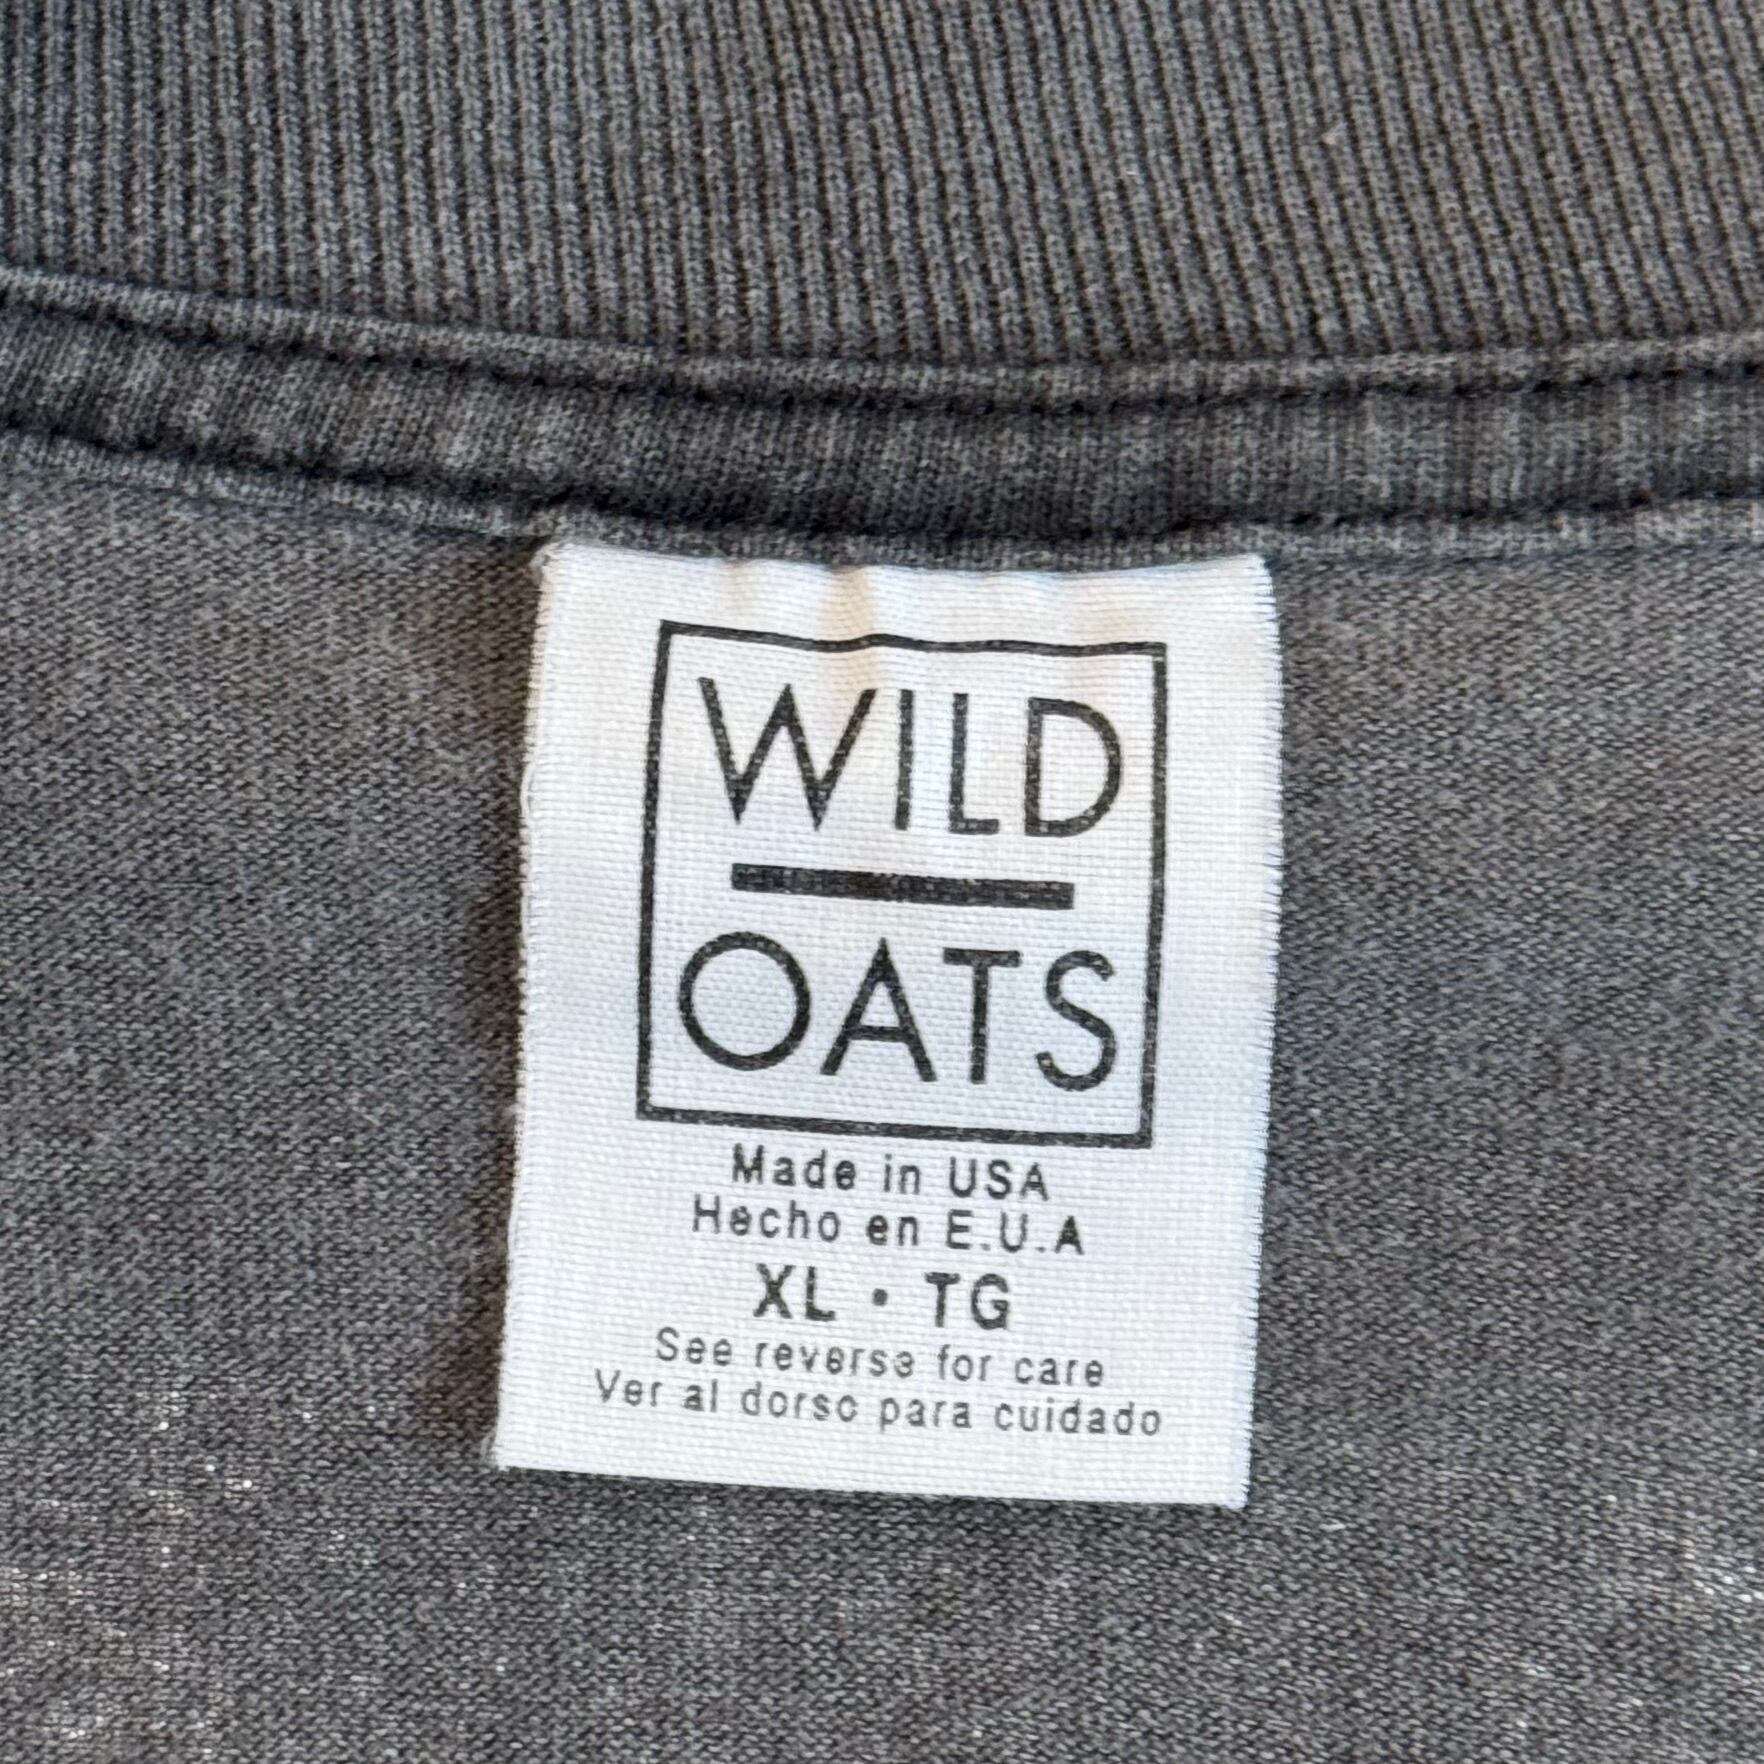 WILD
OATS
Made in USA
Hecho en E.U.A
XL • TG
See reverse for care
Ver al dorso para cuidado